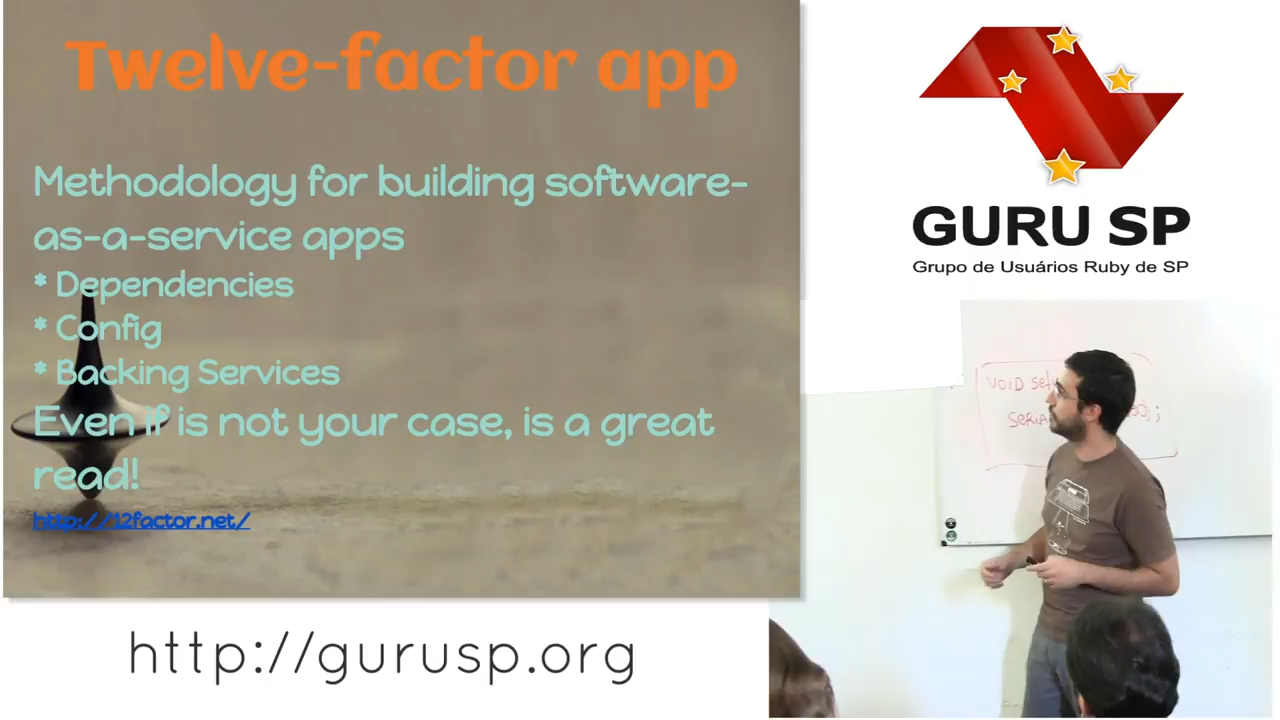 Twelve-factor app
Methodology for building software-
as-a-service apps
* Dependencies
* Config
* Backing Services
Even if is not your case, is a great
read!
http://12factor.net/
http://gurusp.org
GURU SP
Grupo de Usuários Ruby de SP
void